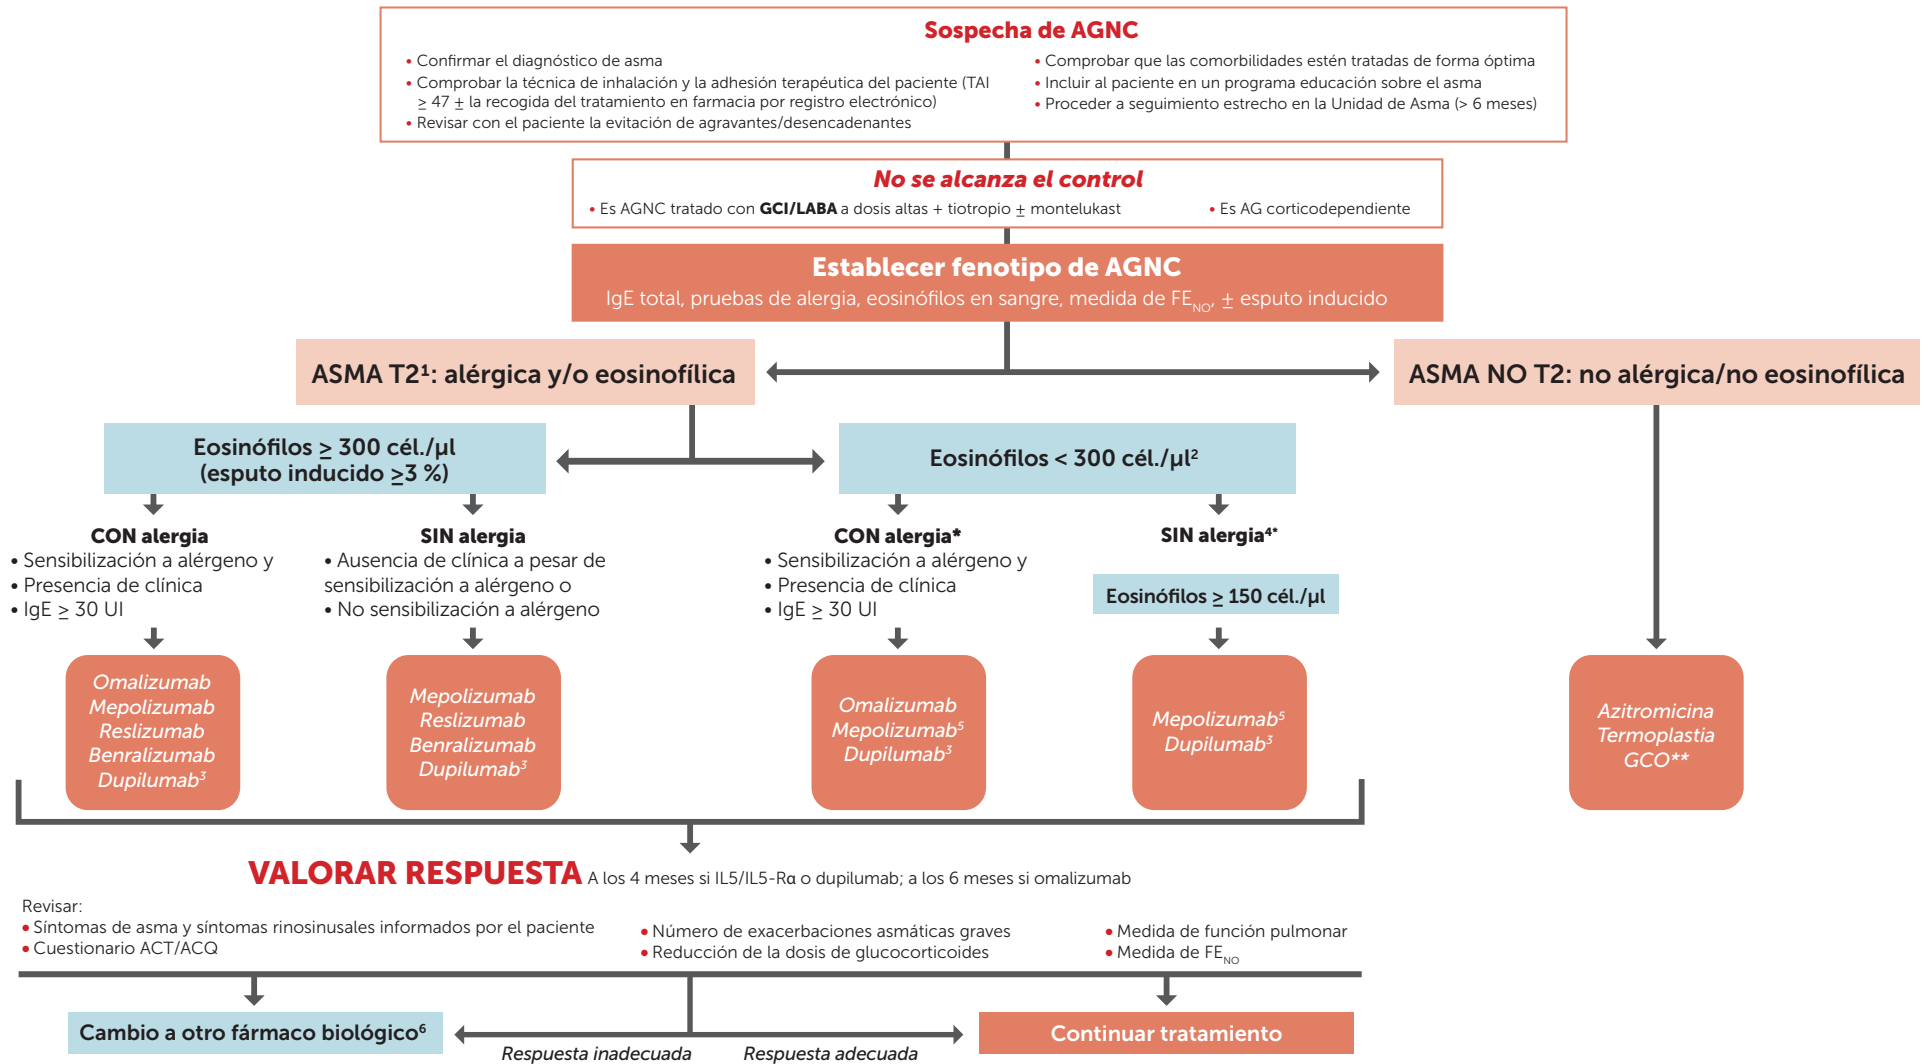 Sospecha de AGNC
• Confirmar el diagnóstico de asma
• Comprobar la técnica de inhalación y la adhesión terapéutica del paciente (TAI
≥ 47 ± la recogida del tratamiento en farmacia por registro electrónico)
• Revisar con el paciente la evitación de agravantes/desencadenantes
• Comprobar que las comorbilidades estén tratadas de forma óptima
• Incluir al paciente en un programa educación sobre el asma
• Proceder a seguimiento estrecho en la Unidad de Asma (> 6 meses)
No se alcanza el control
• Es AGNC tratado con GCI/LABA a dosis altas + tiotropio ± montelukast
• Es AG corticodependiente
Establecer fenotipo de AGNC
IgE total, pruebas de alergia, eosinófilos en sangre, medida de FENO, ± esputo inducido
ASMA T2¹: alérgica y/o eosinofílica
ASMA NO T2: no alérgica/no eosinofílica
Eosinófilos ≥ 300 cél./µl
(esputo inducido ≥3 %)
Eosinófilos < 300 cél./µl²
CON alergia
• Sensibilización a alérgeno y
• Presencia de clínica
• IgE ≥ 30 UI
SIN alergia
• Ausencia de clínica a pesar de
sensibilización a alérgeno o
• No sensibilización a alérgeno
CON alergia*
• Sensibilización a alérgeno y
• Presencia de clínica
• IgE ≥ 30 UI
SIN alergia⁴*
Eosinófilos ≥ 150 cél./µl
Omalizumab
Mepolizumab
Reslizumab
Benralizumab
Dupilumab³
Mepolizumab
Reslizumab
Benralizumab
Dupilumab³
Omalizumab
Mepolizumab⁵
Dupilumab³
Mepolizumab⁵
Dupilumab³
Azitromicina
Termoplastia
GCO**
VALORAR RESPUESTA A los 4 meses si IL5/IL5-Rα o dupilumab; a los 6 meses si omalizumab
Revisar:
• Síntomas de asma y síntomas rinosinusales informados por el paciente
• Cuestionario ACT/ACQ
• Número de exacerbaciones asmáticas graves
• Reducción de la dosis de glucocorticoides
• Medida de función pulmonar
• Medida de FENO
Cambio a otro fármaco biológico⁶
Respuesta inadecuada
Respuesta adecuada
Continuar tratamiento